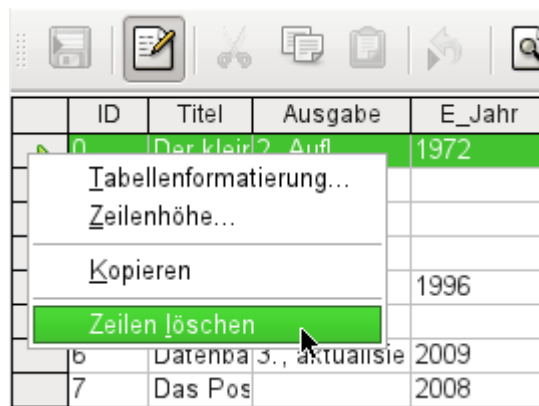 ID Titel Ausgabe E_Jahr
0 Der kleir 2. Aufl 1972
Tabellenformatierung...
Zeilenhöhe...
Kopieren
1996
Zeilen löschen
6 Datenba 3., aktualisie 2009
7 Das Pos 2008